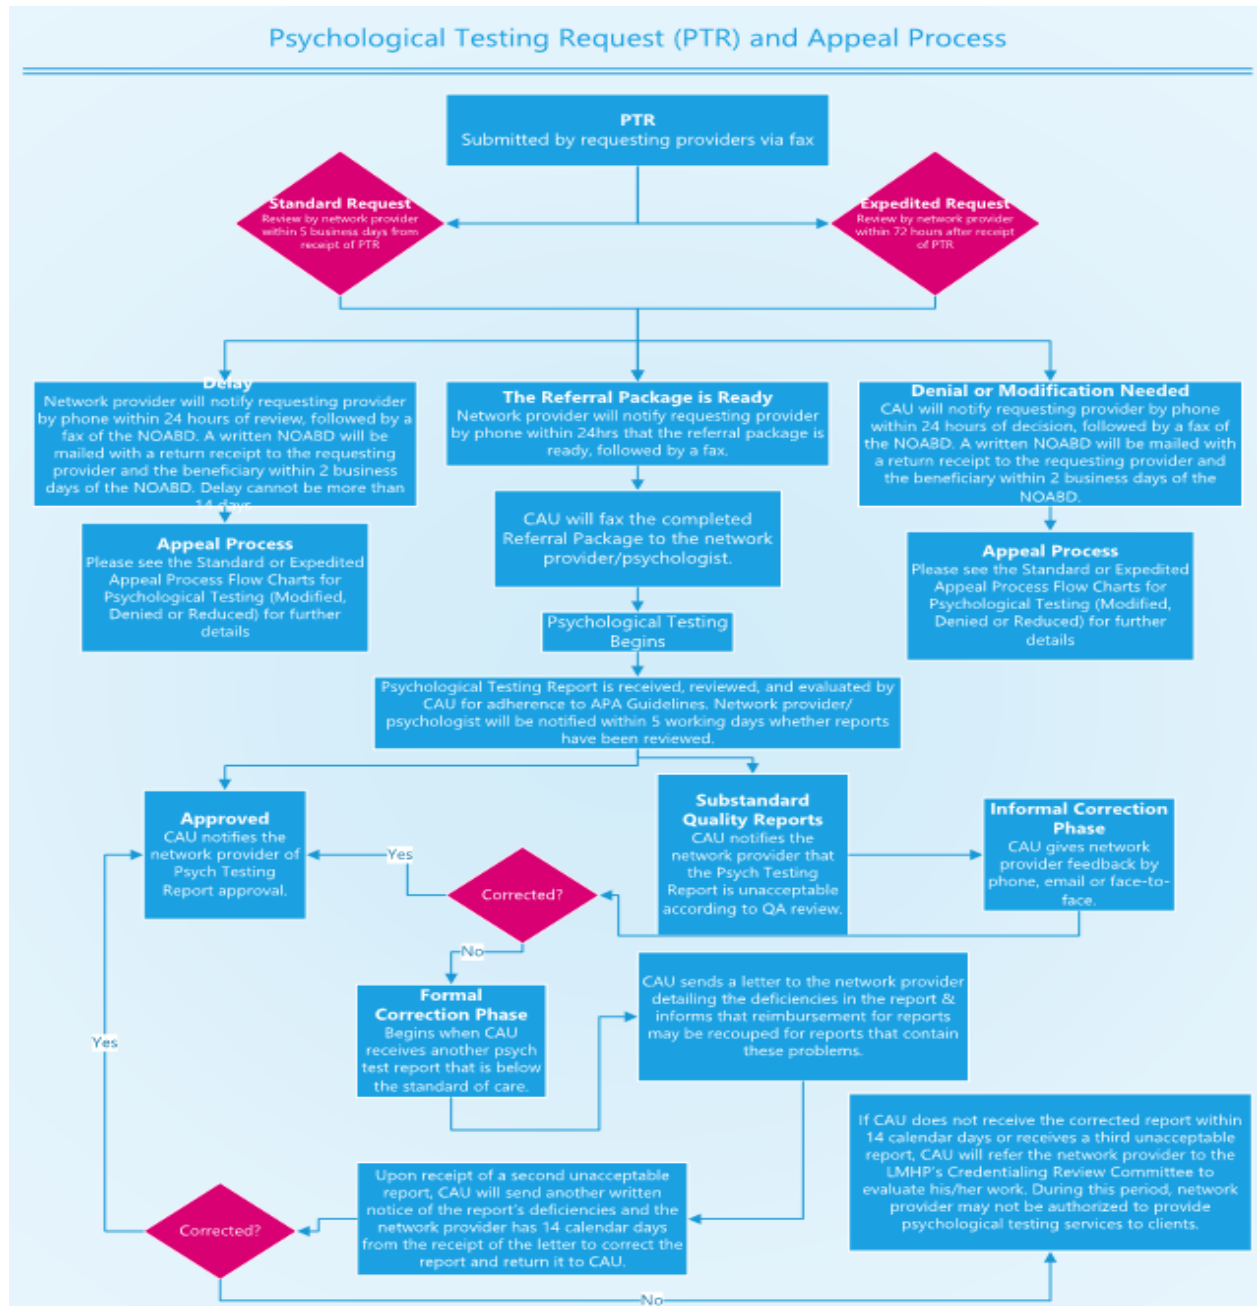 Psychological Testing Request (PTR) and Appeal Process
PTR
Submitted by requesting providers via fax
Standard Request
Review by network provider
within 5 business days from
receipt of PTR
Expedited Request
Review by network provider
within 72 hours after receipt
of PTR
Delay
Network provider will notify requesting provider
by phone within 24 hours of review, followed by a
fax of the NOABD. A written NOABD will be
mailed with a return receipt to the requesting
provider and the beneficiary within 2 business
days of the NOABD. Delay cannot be more than
14 days
The Referral Package is Ready
Network provider will notify requesting provider
by phone within 24hrs that the referral package is
ready, followed by a fax.
Denial or Modification Needed
CAU will notify requesting provider by phone
within 24 hours of decision, followed by a fax of
the NOABD. A written NOABD will be mailed with
a return receipt to the requesting provider and
the beneficiary within 2 business days of the
NOABD.
Appeal Process
Please see the Standard or Expedited
Appeal Process Flow Charts for
Psychological Testing (Modified,
Denied or Reduced) for further
details
CAU will fax the completed
Referral Package to the network
provider/psychologist.
Appeal Process
Please see the Standard or Expedited
Appeal Process Flow Charts for
Psychological Testing (Modified,
Denied or Reduced) for further
details
Psychological Testing
Begins
Psychological Testing Report is received, reviewed, and evaluated by
CAU for adherence to APA Guidelines. Network provider/
psychologist will be notified within 5 working days whether reports
have been reviewed.
Approved
CAU notifies the
network provider of
Psych Testing
Report approval.
Yes
Corrected?
Substandard
Quality Reports
CAU notifies the
network provider that
the Psych Testing
Report is unacceptable
according to QA review.
Informal Correction
Phase
CAU gives network
provider feedback by
phone, email or face-to-
face.
No
Formal
Correction Phase
Begins when CAU
receives another psych
test report that is below
the standard of care.
CAU sends a letter to the network provider
detailing the deficiencies in the report &
informs that reimbursement for reports
may be recouped for reports that contain
these problems.
Yes
If CAU does not receive the corrected report within
14 calendar days or receives a third unacceptable
report, CAU will refer the network provider to the
LMHP's Credentialing Review Committee to
evaluate his/her work. During this period, network
provider may not be authorized to provide
psychological testing services to clients.
Upon receipt of a second unacceptable
report, CAU will send another written
notice of the report's deficiencies and the
network provider has 14 calendar days
from the receipt of the letter to correct the
report and return it to CAU.
Corrected?
No